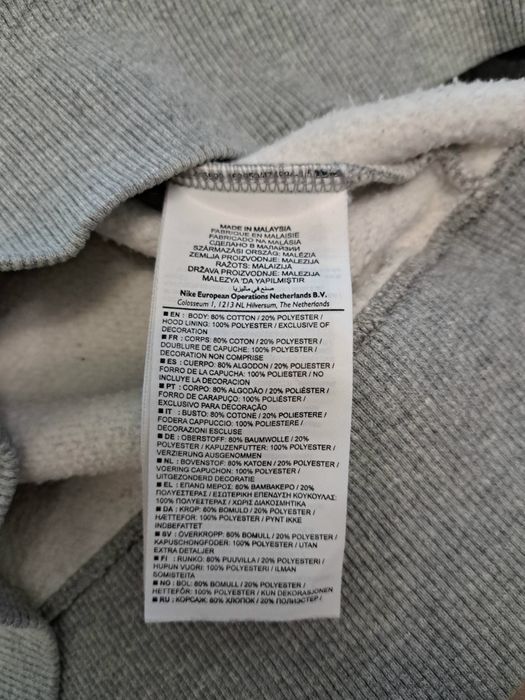 MADE IN MALAYSIA
FABRIQUE EN MALAISIE
FABRICADO NA MALÁSIA
СДЕЛАНО В МАЛАЙЗИИ
SZÁRMAZÁSI ORSZÁG: MALÉZIA
ZEMLJA PROIZVODNJE: MALEZIJA
RAŽOTS: MALAIZIJA
DRŽAVA PROIZVODNJE: MALEZIJA
MALEZYA 'DA YAPILMIŞTIR
صنع في ماليزيا
Nike European Operations Netherlands B.V.
Colosseum 1, 1213 NL Hilversum, The Netherlands
■ EN : BODY: 80% COTTON / 20% POLYESTER /
HOOD LINING: 100% POLYESTER / EXCLUSIVE OF
DECORATION
■ FR : CORPS: 80% COTON / 20% POLYESTER /
DOUBLURE DE CAPUCHE: 100% POLYESTER /
DECORATION NON COMPRISE
■ ES : CUERPO: 80% ALGODON / 20% POLIESTER /
FORRO DE LA CAPUCHA: 100% POLIESTER / NO
INCLUYE LA DECORACION
■ PT : CORPO: 80% ALGODÃO / 20% POLIÉSTER /
FORRO DE CARAPUÇO: 100% POLIÉSTER /
EXCLUSIVO PARA DECORAÇÃO
■ IT : BUSTO: 80% COTONE / 20% POLIESTERE /
FODERA CAPPUCCIO: 100% POLIESTERE /
DECORAZIONI ESCLUSE
■ DE : OBERSTOFF: 80% BAUMWOLLE / 20%
POLYESTER / KAPUZENFUTTER: 100% POLYESTER /
VERZIERUNG AUSGENOMMEN
■ NL : BOVENSTOF: 80% KATOEN / 20% POLYESTER /
VOERING CAPUCHON: 100% POLYESTER /
UITGEZONDERD DECORATIE
■ EL : ΕΠΑΝΩ ΜΕΡΟΣ: 80% ΒΑΜΒΑΚΕΡΟ / 20%
ΠΟΛΥΕΣΤΕΡΑΣ / ΕΣΩΤΕΡΙΚΗ ΕΠΕΝΔΥΣΗ ΚΟΥΚΟΥΛΑΣ:
100% ΠΟΛΥΕΣΤΕΡΑΣ / ΧΩΡΙΣ ΔΙΑΚΟΣΜΗΤΙΚΑ
■ DA : KROP: 80% BOMULD / 20% POLYESTER /
HÆTTEFOR: 100% POLYESTER / PYNT IKKE
INDBEFATTET
■ SV : ÖVERKROPP: 80% BOMULL / 20% POLYESTER /
KAPUSCHONGFODER: 100% POLYESTER / UTAN
EXTRA DETALJER
■ FI : RUNKO: 80% PUUVILLA / 20% POLYESTERI /
HUPUN VUORI: 100% POLYESTERI / ILMAN
SOMISTEITA
■ NO : BOL: 80% BOMULL / 20% POLYESTER /
HETTEFÔR: 100% POLYESTER / KUN DEKORASJONEN
■ RU : КОРСАЖ: 80% ХЛОПОК / 20% ПОЛИЭСТЕР /